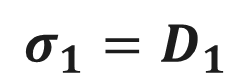 σ₁ = D₁